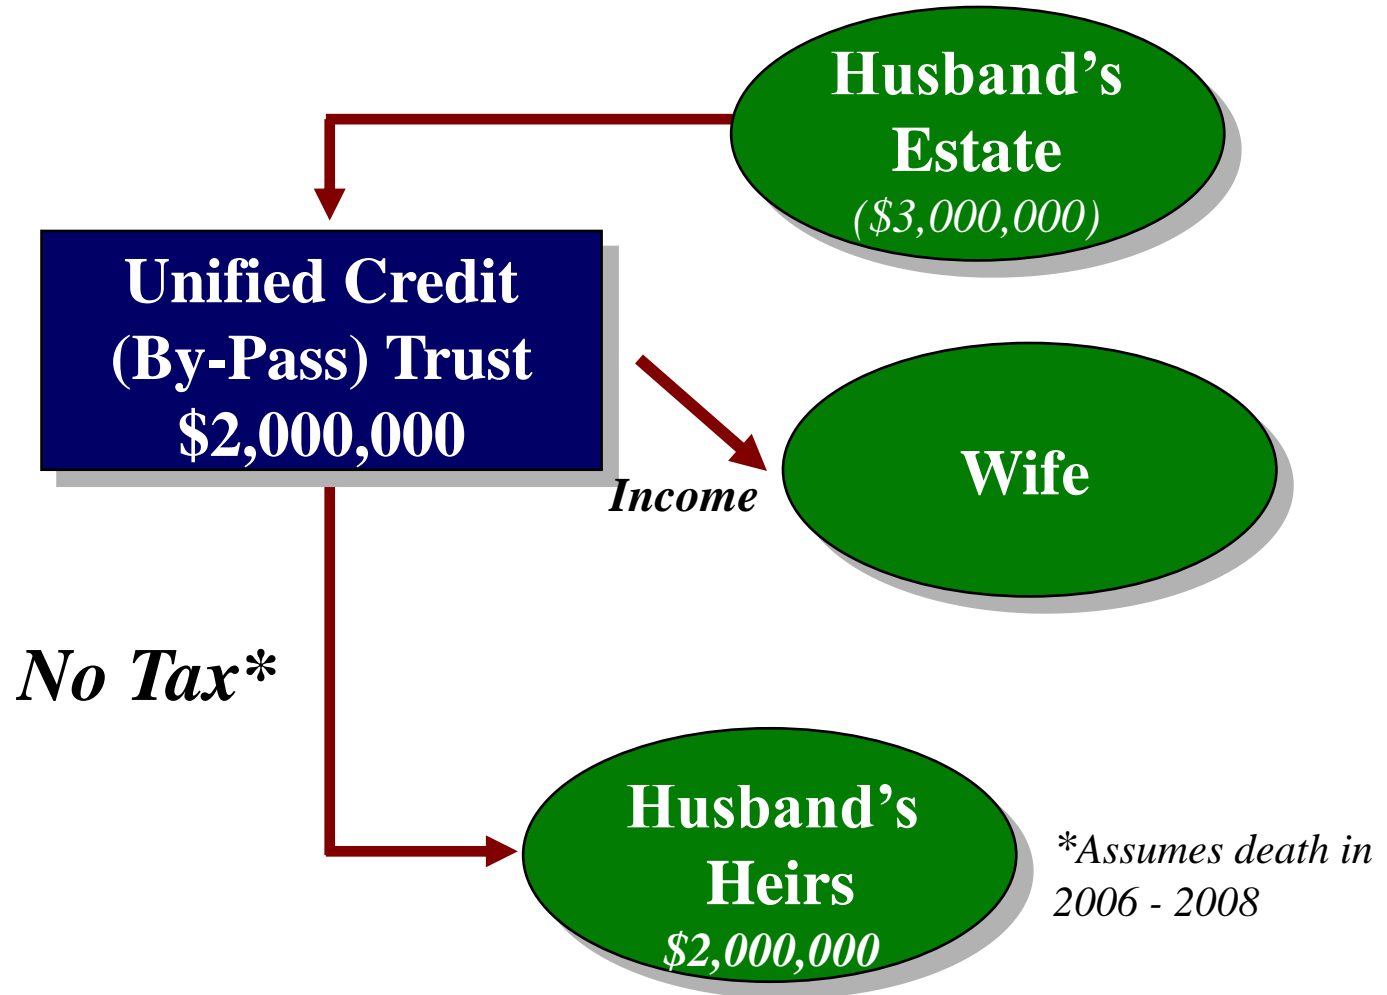 Husband’s
Estate
($3,000,000)
Unified Credit
(By-Pass) Trust
$2,000,000
Income
Wife
No Tax*
Husband’s
Heirs
$2,000,000
*Assumes death in
2006 - 2008